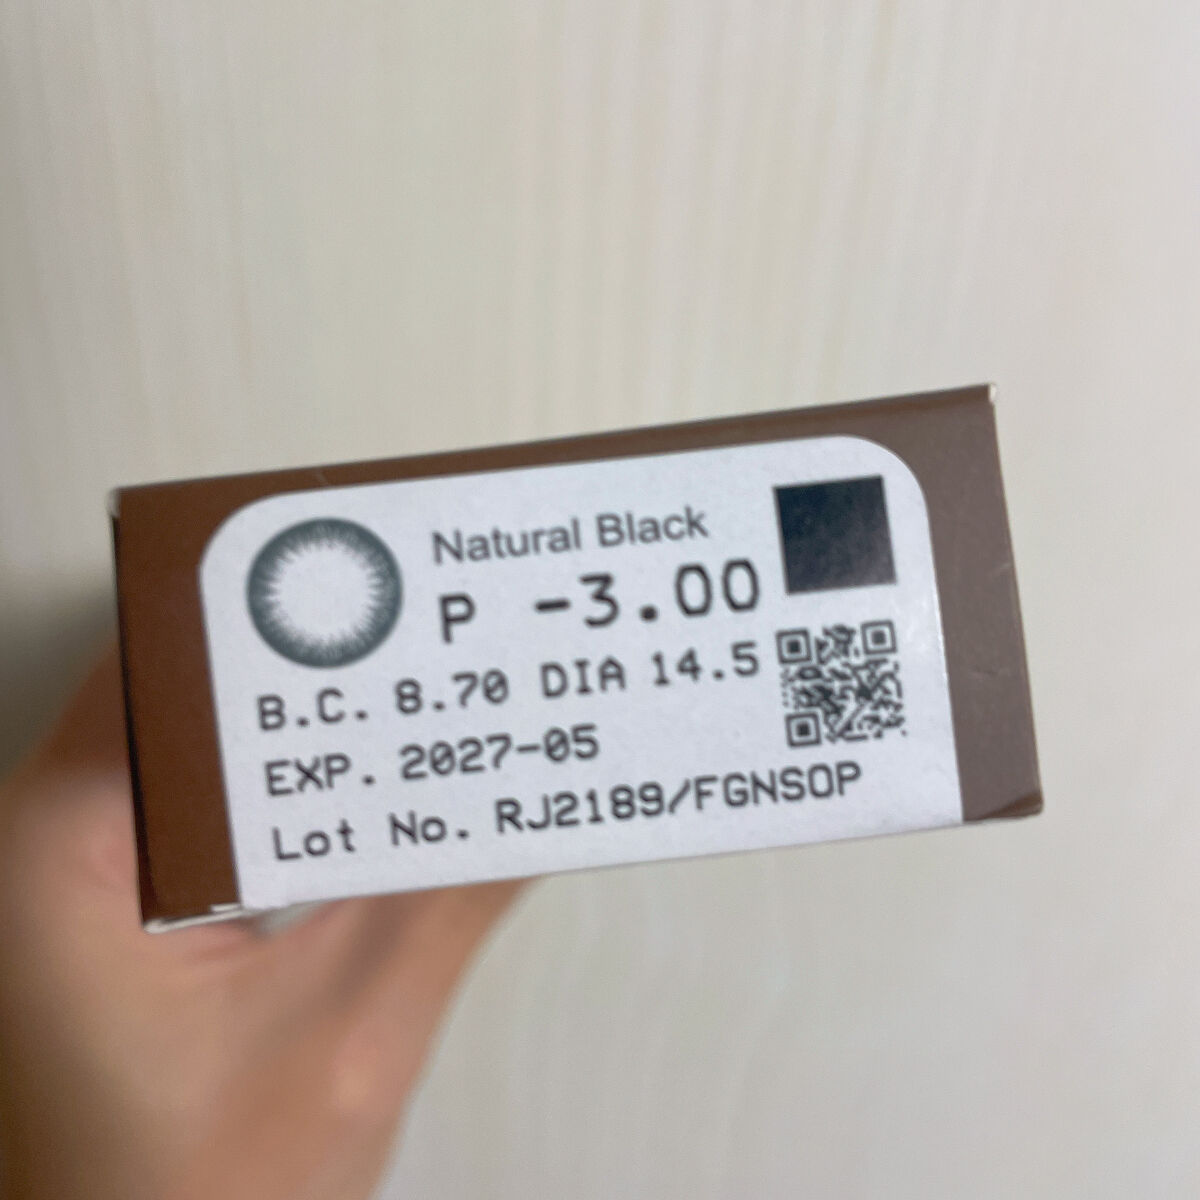 Natural Black
P -3.00
B.C. 8.70 DIA 14.5
EXP. 2027-05
Lot No. RJ2189/FGNSOP